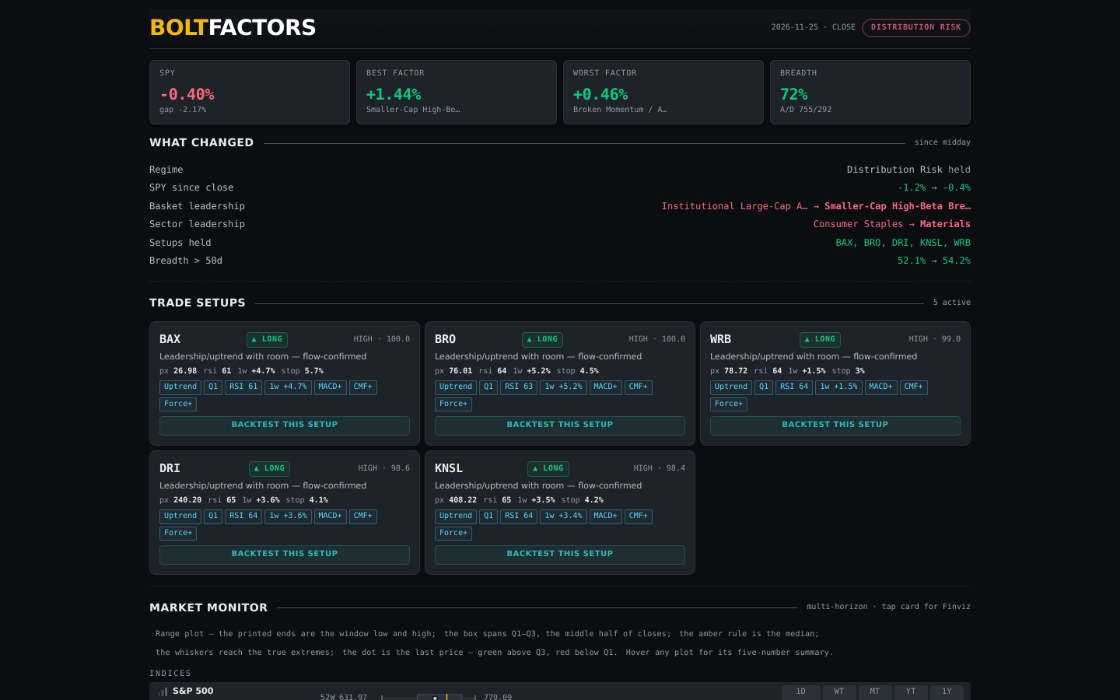 BOLTFACTORS
2026-11-25 · CLOSE DISTRIBUTION RISK
SPY
-0.40%
gap -2.17%
BEST FACTOR
+1.44%
Smaller-Cap High-Be…
WORST FACTOR
+0.46%
Broken Momentum / A…
BREADTH
72%
A/D 755/292
WHAT CHANGED since midday
Regime Distribution Risk held
SPY since close -1.2% → -0.4%
Basket leadership Institutional Large-Cap A… → Smaller-Cap High-Beta Bre…
Sector leadership Consumer Staples → Materials
Setups held BAX, BRO, DRI, KNSL, WRB
Breadth > 50d 52.1% → 54.2%
TRADE SETUPS 5 active
BAX ▲ LONG HIGH · 100.0
Leadership/uptrend with room — flow-confirmed
px 26.98 rsi 61 1w +4.7% stop 5.7%
Uptrend Q1 RSI 61 1w +4.7% MACD+ CMF+
Force+
BACKTEST THIS SETUP
BRO ▲ LONG HIGH · 100.0
Leadership/uptrend with room — flow-confirmed
px 76.01 rsi 64 1w +5.2% stop 4.5%
Uptrend Q1 RSI 63 1w +5.2% MACD+ CMF+
Force+
BACKTEST THIS SETUP
WRB ▲ LONG HIGH · 99.0
Leadership/uptrend with room — flow-confirmed
px 78.72 rsi 64 1w +1.5% stop 3%
Uptrend Q1 RSI 64 1w +1.5% MACD+ CMF+
Force+
BACKTEST THIS SETUP
DRI ▲ LONG HIGH · 98.6
Leadership/uptrend with room — flow-confirmed
px 240.20 rsi 65 1w +3.6% stop 4.1%
Uptrend Q1 RSI 64 1w +3.6% MACD+ CMF+
Force+
BACKTEST THIS SETUP
KNSL ▲ LONG HIGH · 98.4
Leadership/uptrend with room — flow-confirmed
px 408.22 rsi 65 1w +3.5% stop 4.2%
Uptrend Q1 RSI 64 1w +3.4% MACD+ CMF+
Force+
BACKTEST THIS SETUP
MARKET MONITOR multi-horizon · tap card for Finviz
Range plot — the printed ends are the window low and high; the box spans Q1–Q3, the middle half of closes; the amber rule is the median;
the whiskers reach the true extremes; the dot is the last price — green above Q3, red below Q1. Hover any plot for its five-number summary.
INDICES
S&P 500 52W 631.97 779.09 1D WT MT YT 1Y